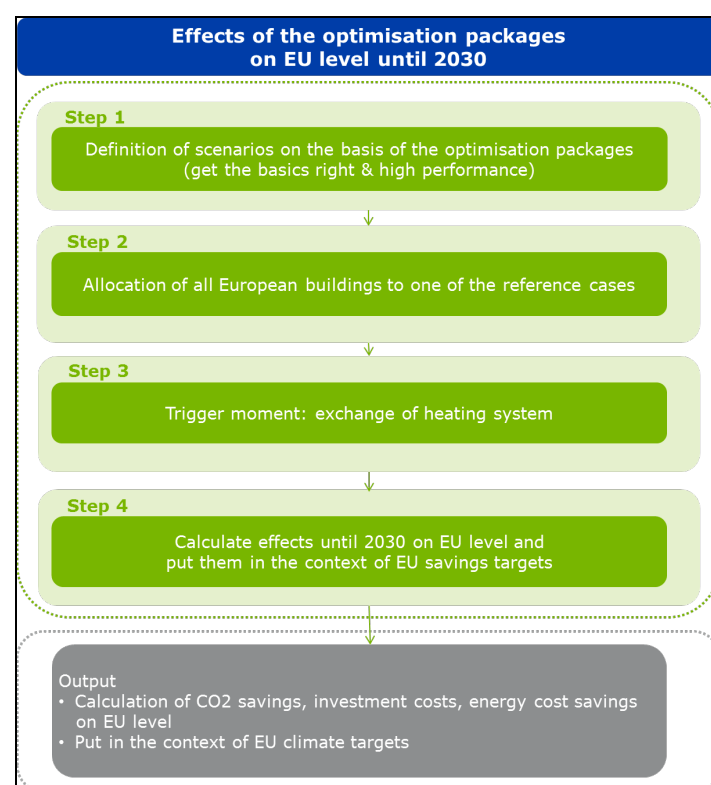 Effects of the optimisation packages
on EU level until 2030
Step 1
Definition of scenarios on the basis of the optimisation packages
(get the basics right & high performance)
Step 2
Allocation of all European buildings to one of the reference cases
Step 3
Trigger moment: exchange of heating system
Step 4
Calculate effects until 2030 on EU level and
put them in the context of EU savings targets
Output
• Calculation of CO2 savings, investment costs, energy cost savings
on EU level
• Put in the context of EU climate targets